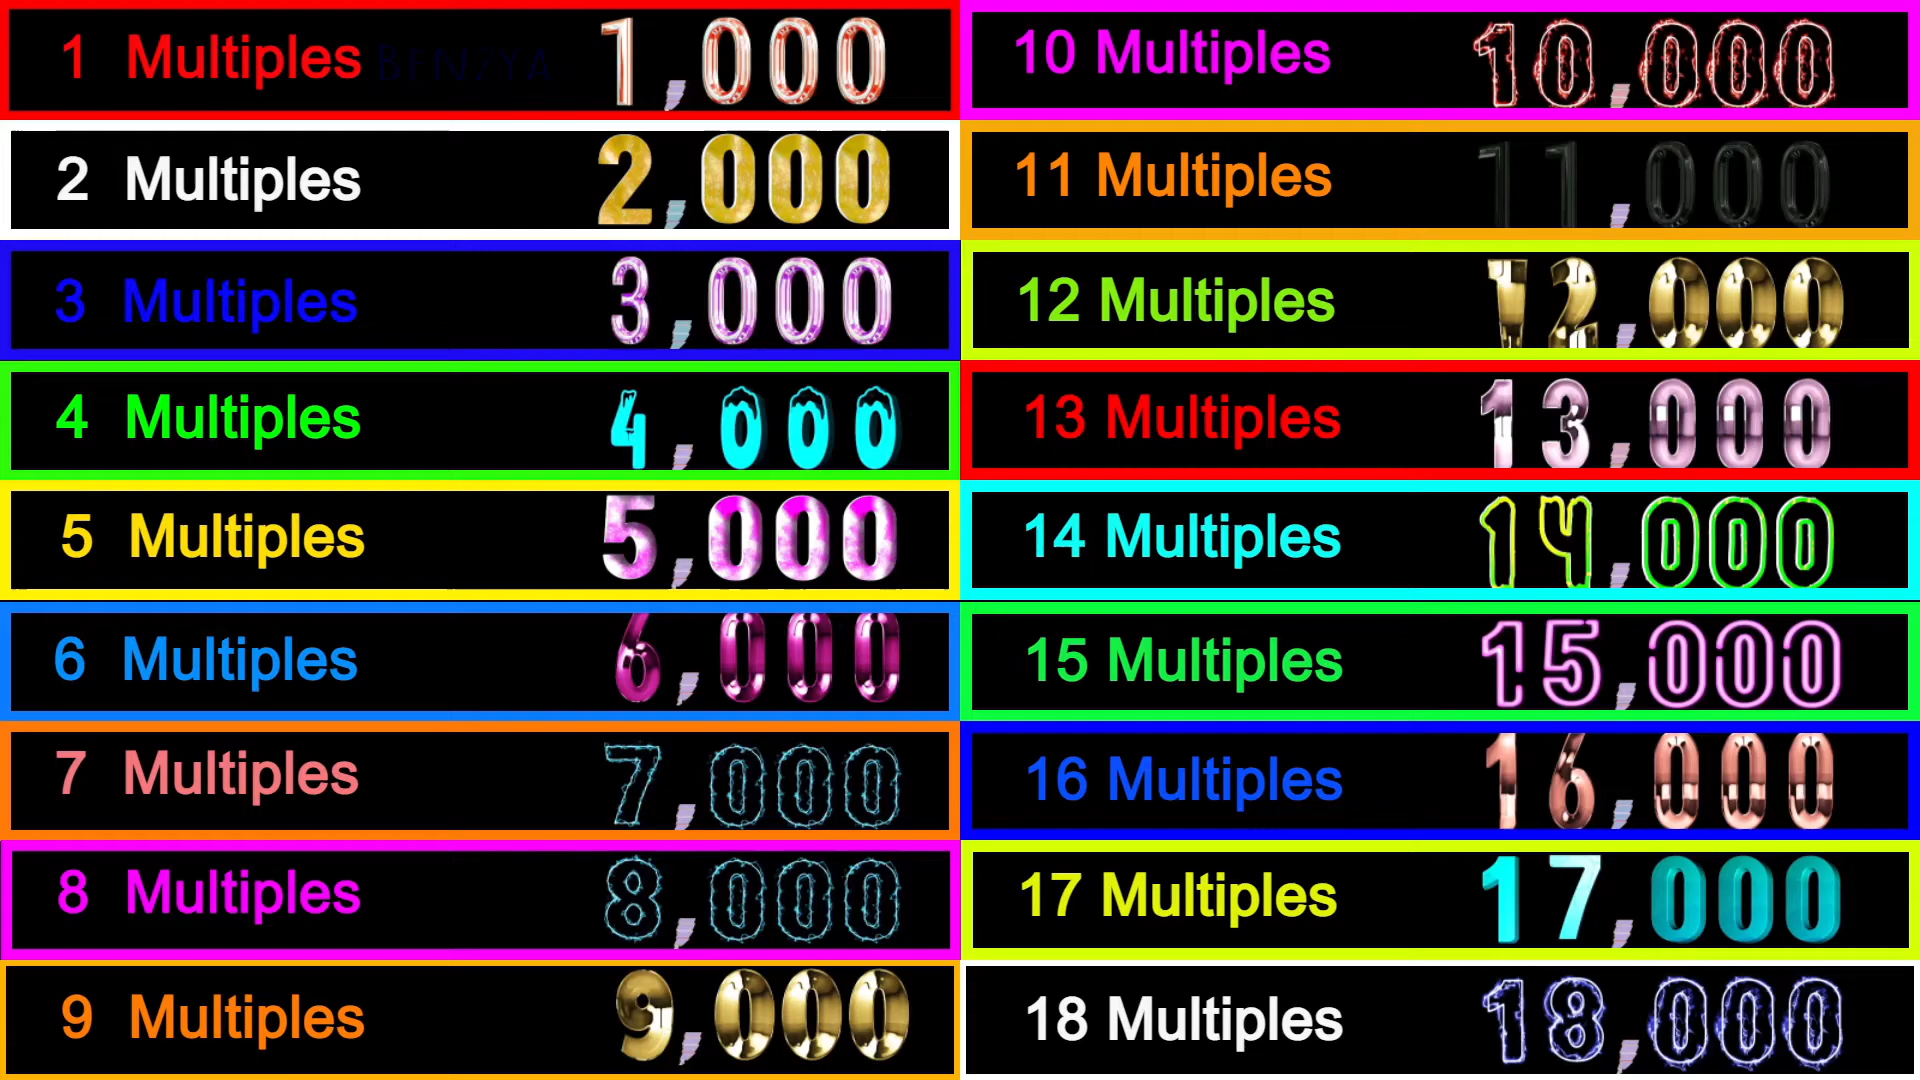 1 Multiples BENZYA 1,000
2 Multiples 2,000
3 Multiples 3,000
4 Multiples 4,000
5 Multiples 5,000
6 Multiples 6,000
7 Multiples 7,000
8 Multiples 8,000
9 Multiples 9,000
10 Multiples 10,000
11 Multiples 11,000
12 Multiples 12,000
13 Multiples 13,000
14 Multiples 14,000
15 Multiples 15,000
16 Multiples 16,000
17 Multiples 17,000
18 Multiples 18,000